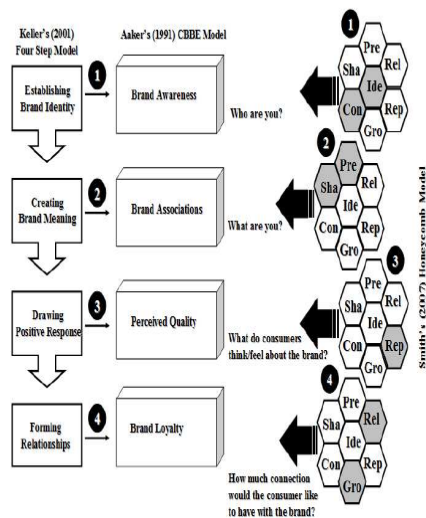 Keller's (2001)
Four Step Model
Aaker's (1991) CBBE Model
1
Establishing
Brand Identity
1
Brand Awareness
Who are you?
Pre
Sha
Rel
Ide
Con
Rep
Gro
2
Creating
Brand Meaning
2
Brand Associations
What are you?
Pre
Sha
Rel
Ide
Con
Rep
Gro
3
Drawing
Positive Response
3
Perceived Quality
What do consumers
think/feel about the brand?
Pre
Sha
Rel
Ide
Con
Rep
Gro
4
Forming
Relationships
4
Brand Loyalty
How much connection
would the consumer like
to have with the brand?
Pre
Sha
Rel
Ide
Con
Rep
Gro
Smith's (2007) Honeycomb Model